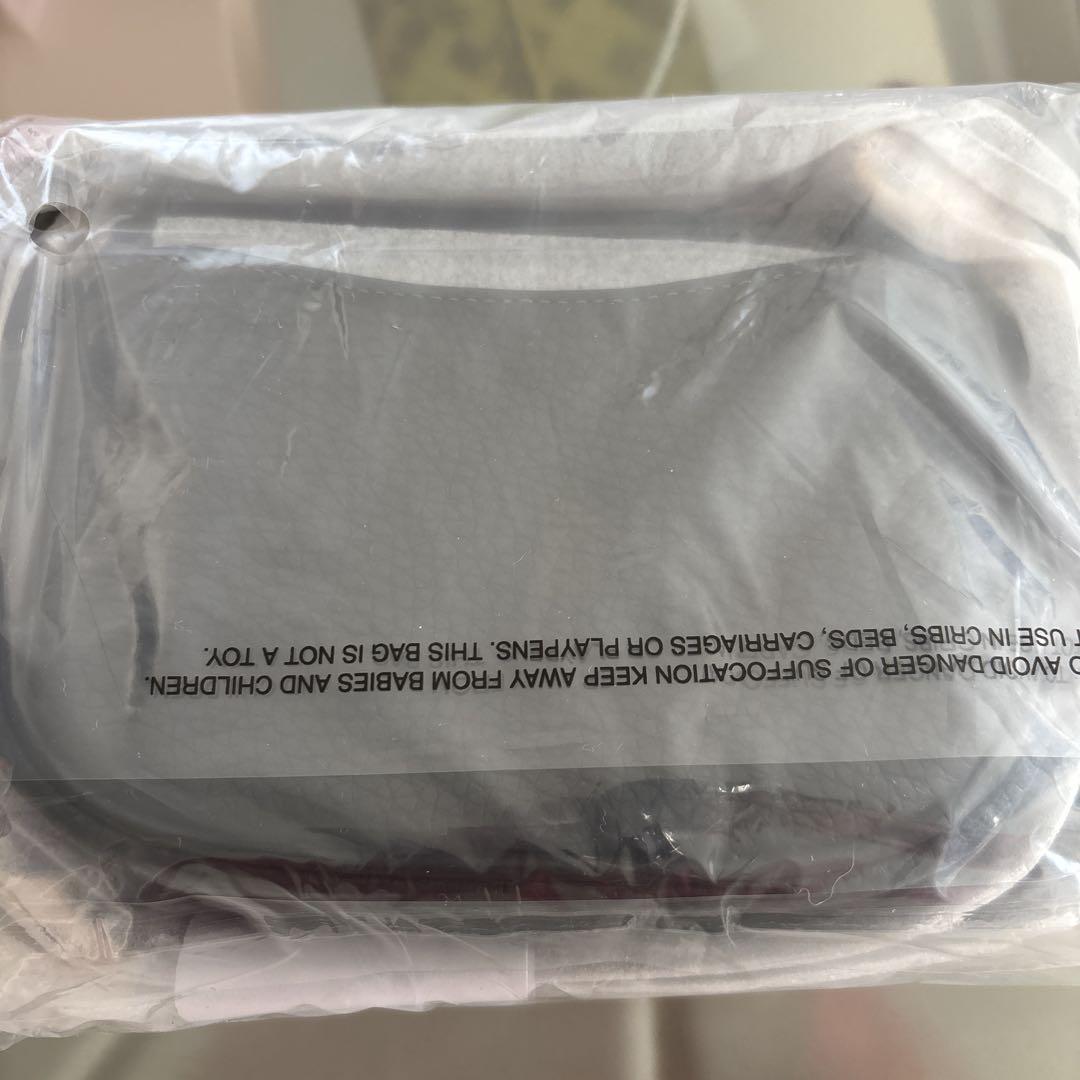 O AVOID DANGER OF SUFFOCATION KEEP AWAY FROM BABIES AND CHILDREN.
T USE IN CRIBS, BEDS, CARRIAGES OR PLAYPENS. THIS BAG IS NOT A TOY.